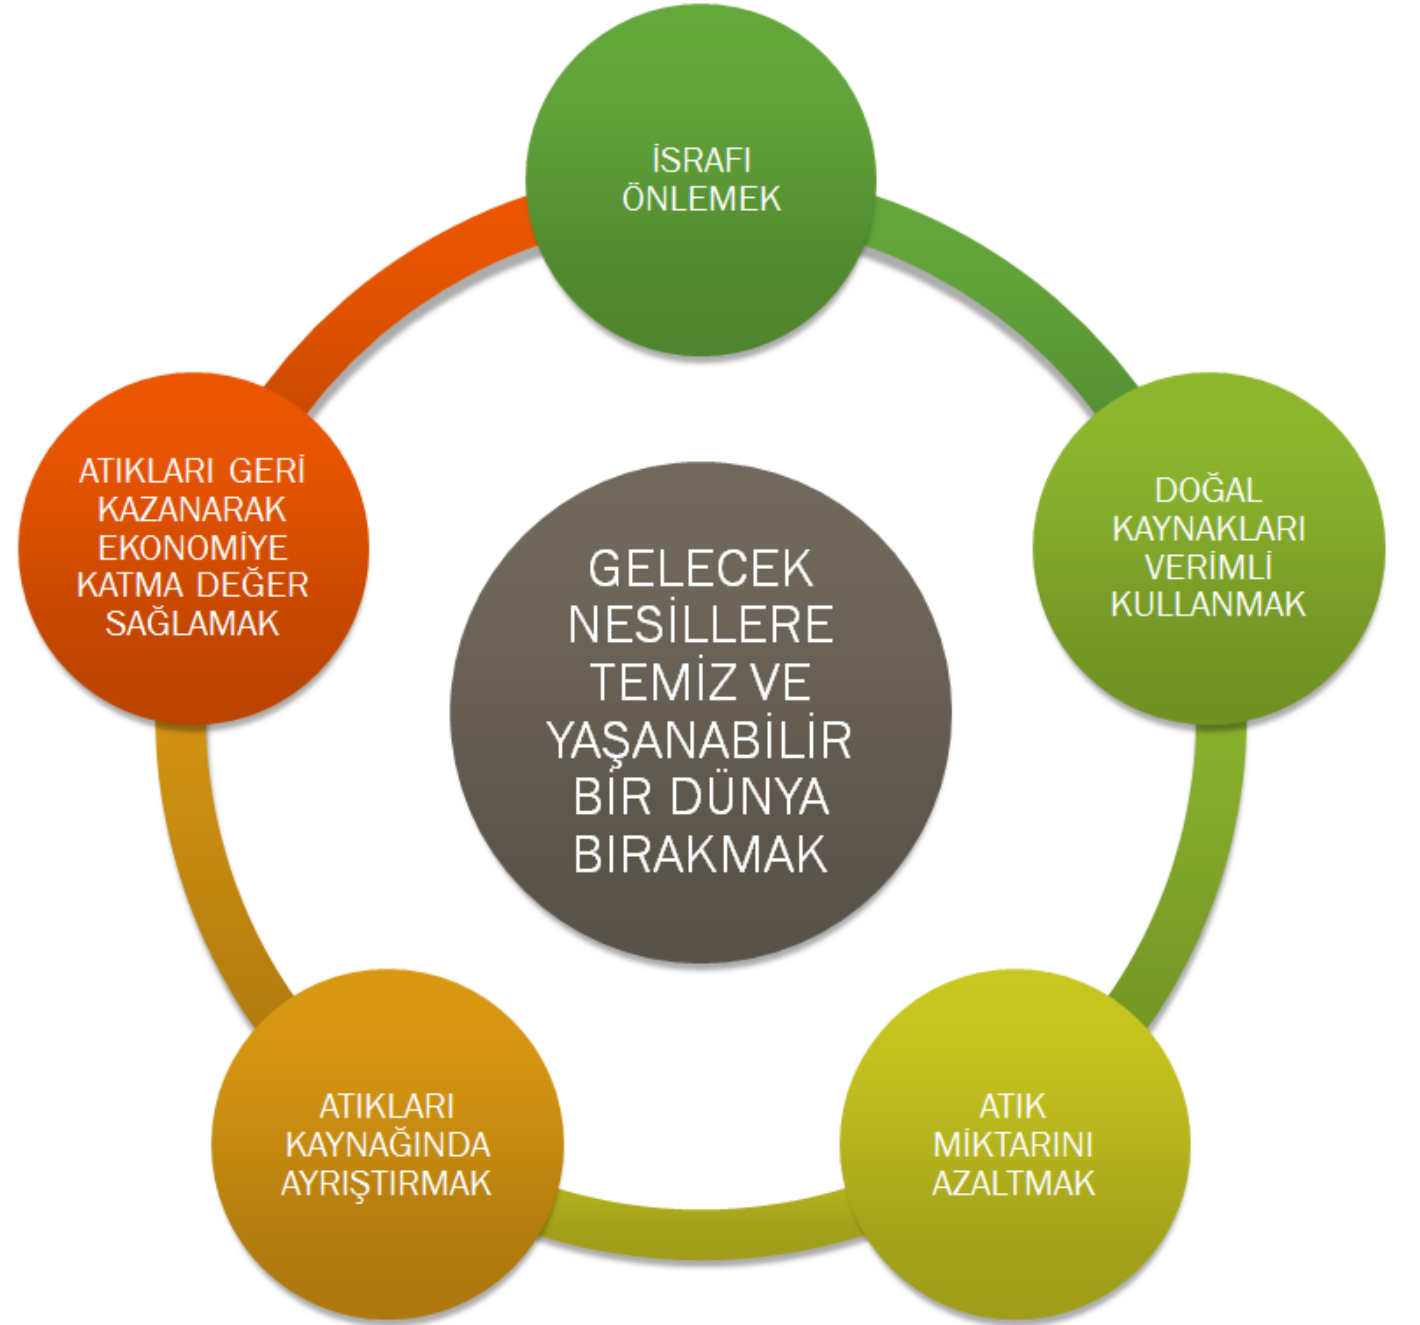 İSRAFI
ÖNLEMEK
DOĞAL
KAYNAKLARI
VERİMLİ
KULLANMAK
ATIK
MİKTARINI
AZALTMAK
ATIKLARI
KAYNAĞINDA
AYRIŞTIRMAK
ATIKLARI GERİ
KAZANARAK
EKONOMİYE
KATMA DEĞER
SAĞLAMAK
GELECEK
NESİLLERE
TEMİZ VE
YAŞANABİLİR
BİR DÜNYA
BIRAKMAK